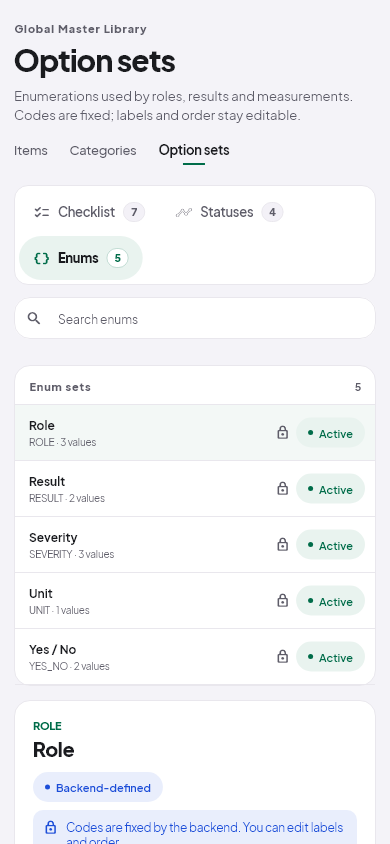 Global Master Library
Option sets
Enumerations used by roles, results and measurements.
Codes are fixed; labels and order stay editable.
Items Categories Option sets
Checklist 7 Statuses 4
Enums 5
Search enums
Enum sets 5
Role
ROLE · 3 values
Active
Result
RESULT · 2 values
Active
Severity
SEVERITY · 3 values
Active
Unit
UNIT · 1 values
Active
Yes / No
YES_NO · 2 values
Active
ROLE
Role
Backend-defined
Codes are fixed by the backend. You can edit labels
and order